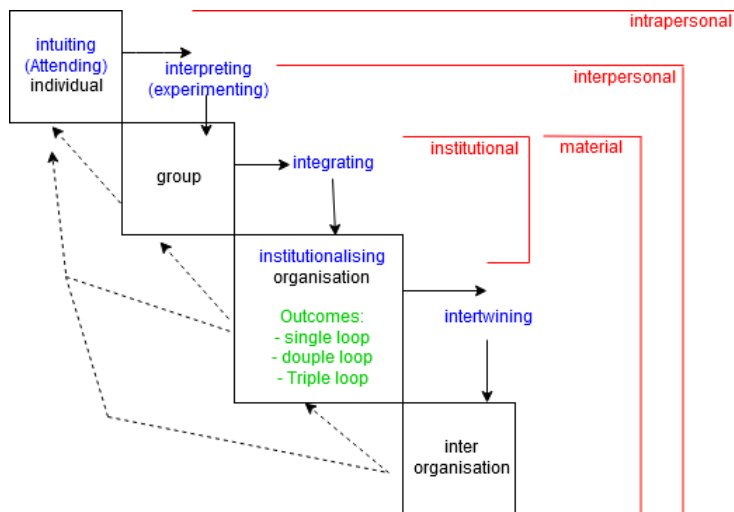 intuiting
(Attending)
individual
intrapersonal
interpreting
(experimenting)
interpersonal
group
integrating
institutional
material
institutionalising
organisation
Outcomes:
- single loop
- douple loop
- Triple loop
intertwining
inter
organisation